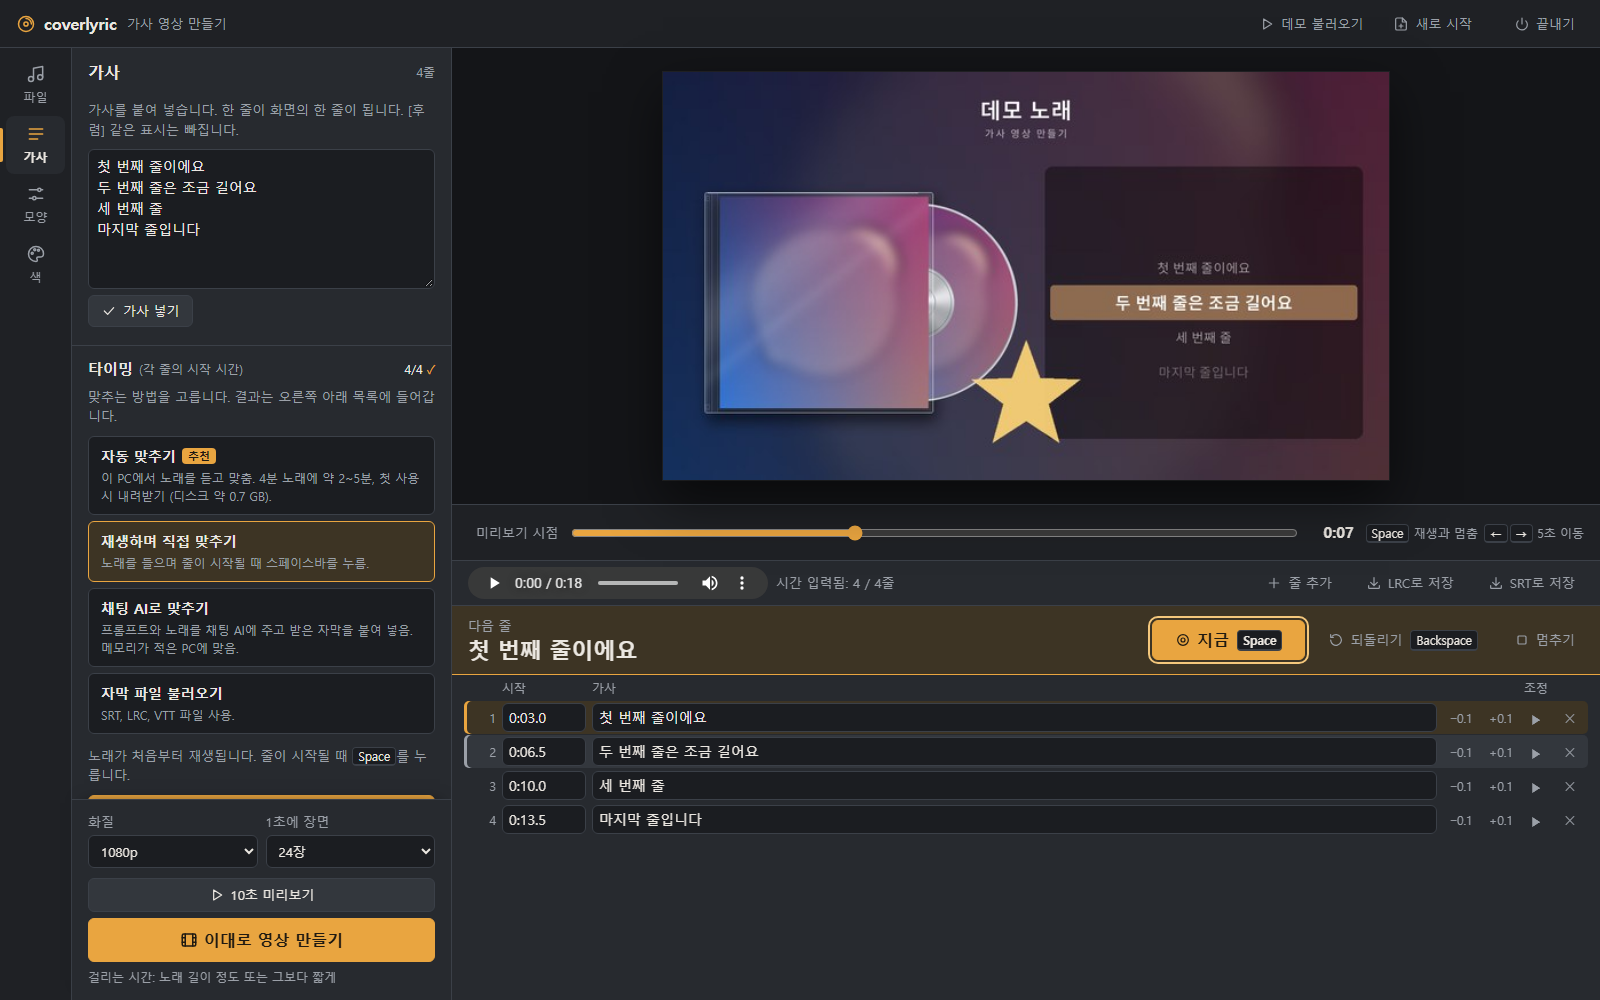 coverlyric 가사 영상 만들기
데모 불러오기
새로 시작
끝내기
파일
가사
모양
색
가사
4줄
가사를 붙여 넣습니다. 한 줄이 화면의 한 줄이 됩니다. [후
렴] 같은 표시는 빠집니다.
첫 번째 줄이에요
두 번째 줄은 조금 길어요
세 번째 줄
마지막 줄입니다
가사 넣기
타이밍 (각 줄의 시작 시간)
4/4 ✓
맞추는 방법을 고릅니다. 결과는 오른쪽 아래 목록에 들어갑
니다.
자동 맞추기 추천
이 PC에서 노래를 듣고 맞춤. 4분 노래에 약 2~5분, 첫 사용
시 내려받기 (디스크 약 0.7 GB).
재생하며 직접 맞추기
노래를 들으며 줄이 시작될 때 스페이스바를 누름.
채팅 AI로 맞추기
프롬프트와 노래를 채팅 AI에 주고 받은 자막을 붙여 넣음.
메모리가 적은 PC에 맞음.
자막 파일 불러오기
SRT, LRC, VTT 파일 사용.
노래가 처음부터 재생됩니다. 줄이 시작될 때 Space 를 누
릅니다.
화질
1초에 장면
1080p
24장
10초 미리보기
이대로 영상 만들기
걸리는 시간: 노래 길이 정도 또는 그보다 짧게
데모 노래
가사 영상 만들기
첫 번째 줄이에요
두 번째 줄은 조금 길어요
세 번째 줄
마지막 줄입니다
미리보기 시점
0:07
Space 재생과 멈춤 ← → 5초 이동
0:00 / 0:18
시간 입력됨: 4 / 4줄
줄 추가
LRC로 저장
SRT로 저장
다음 줄
첫 번째 줄이에요
지금 Space
되돌리기 Backspace
멈추기
시작 가사 조정
1 0:03.0 첫 번째 줄이에요 −0.1 +0.1
2 0:06.5 두 번째 줄은 조금 길어요 −0.1 +0.1
3 0:10.0 세 번째 줄 −0.1 +0.1
4 0:13.5 마지막 줄입니다 −0.1 +0.1